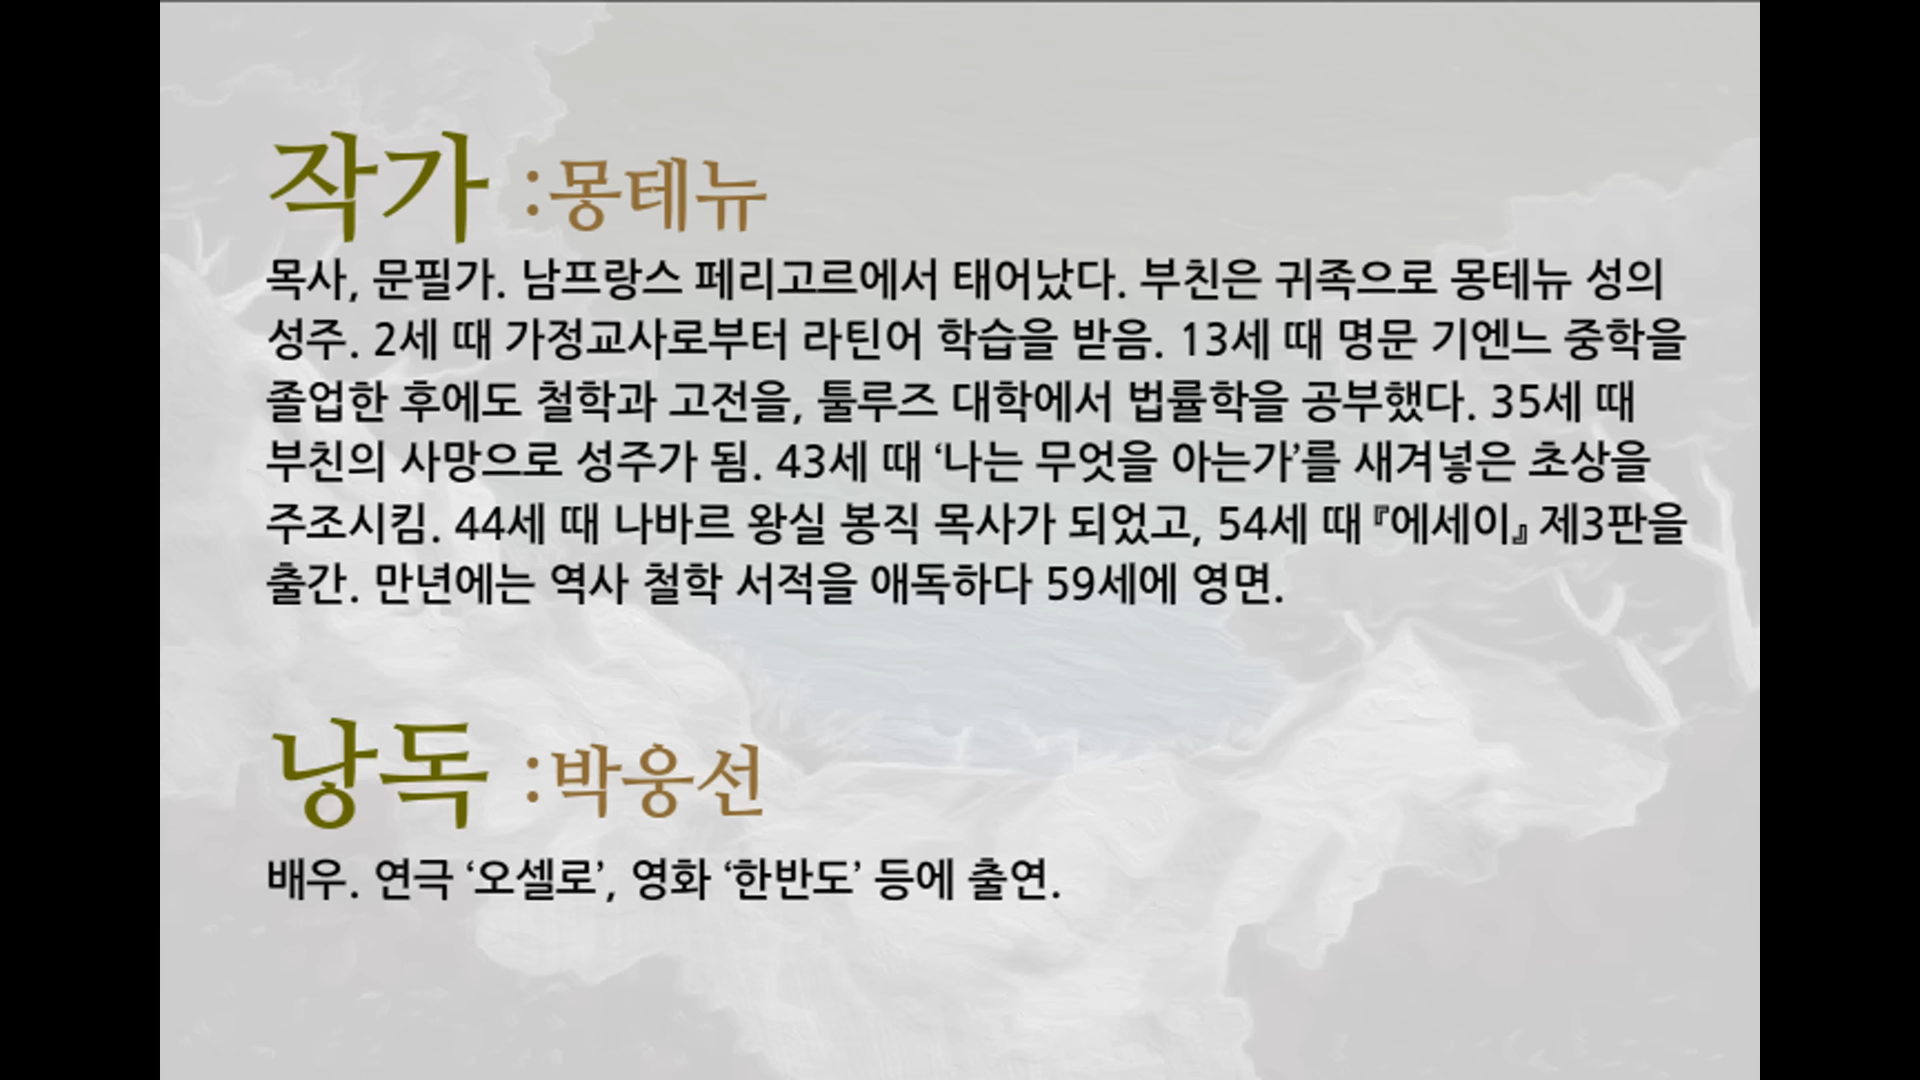 작가 :몽테뉴
목사, 문필가. 남프랑스 페리고르에서 태어났다. 부친은 귀족으로 몽테뉴 성의
성주. 2세 때 가정교사로부터 라틴어 학습을 받음. 13세 때 명문 기엔느 중학을
졸업한 후에도 철학과 고전을, 툴루즈 대학에서 법률학을 공부했다. 35세 때
부친의 사망으로 성주가 됨. 43세 때 ‘나는 무엇을 아는가’를 새겨넣은 초상을
주조시킴. 44세 때 나바르 왕실 봉직 목사가 되었고, 54세 때 『에세이』 제3판을
출간. 만년에는 역사 철학 서적을 애독하다 59세에 영면.
낭독 :박웅선
배우. 연극 ‘오셀로’, 영화 ‘한반도’ 등에 출연.